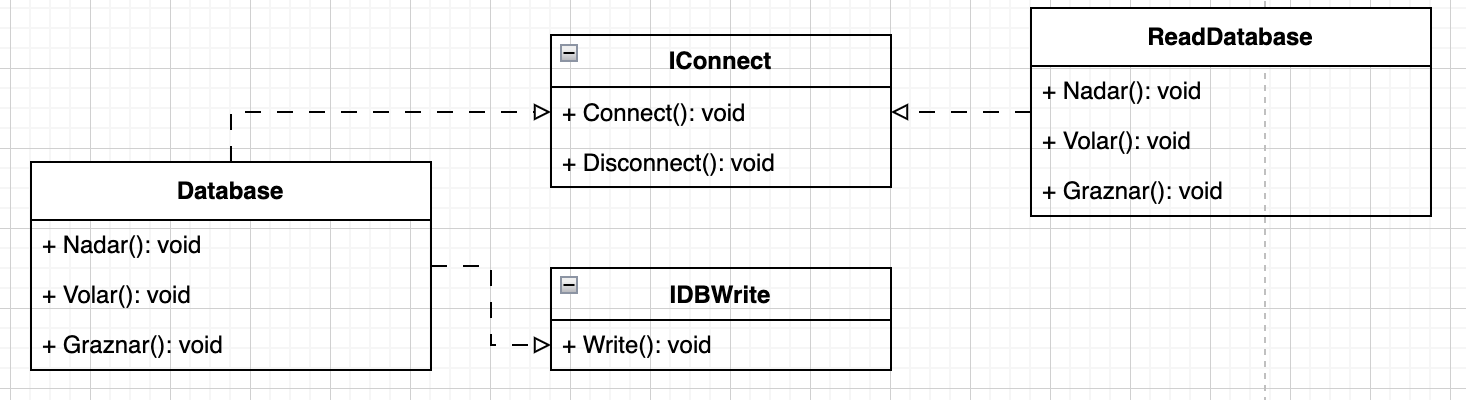 IConnect
+ Connect(): void
+ Disconnect(): void
ReadDatabase
+ Nadar(): void
+ Volar(): void
+ Graznar(): void
Database
+ Nadar(): void
+ Volar(): void
+ Graznar(): void
IDBWrite
+ Write(): void